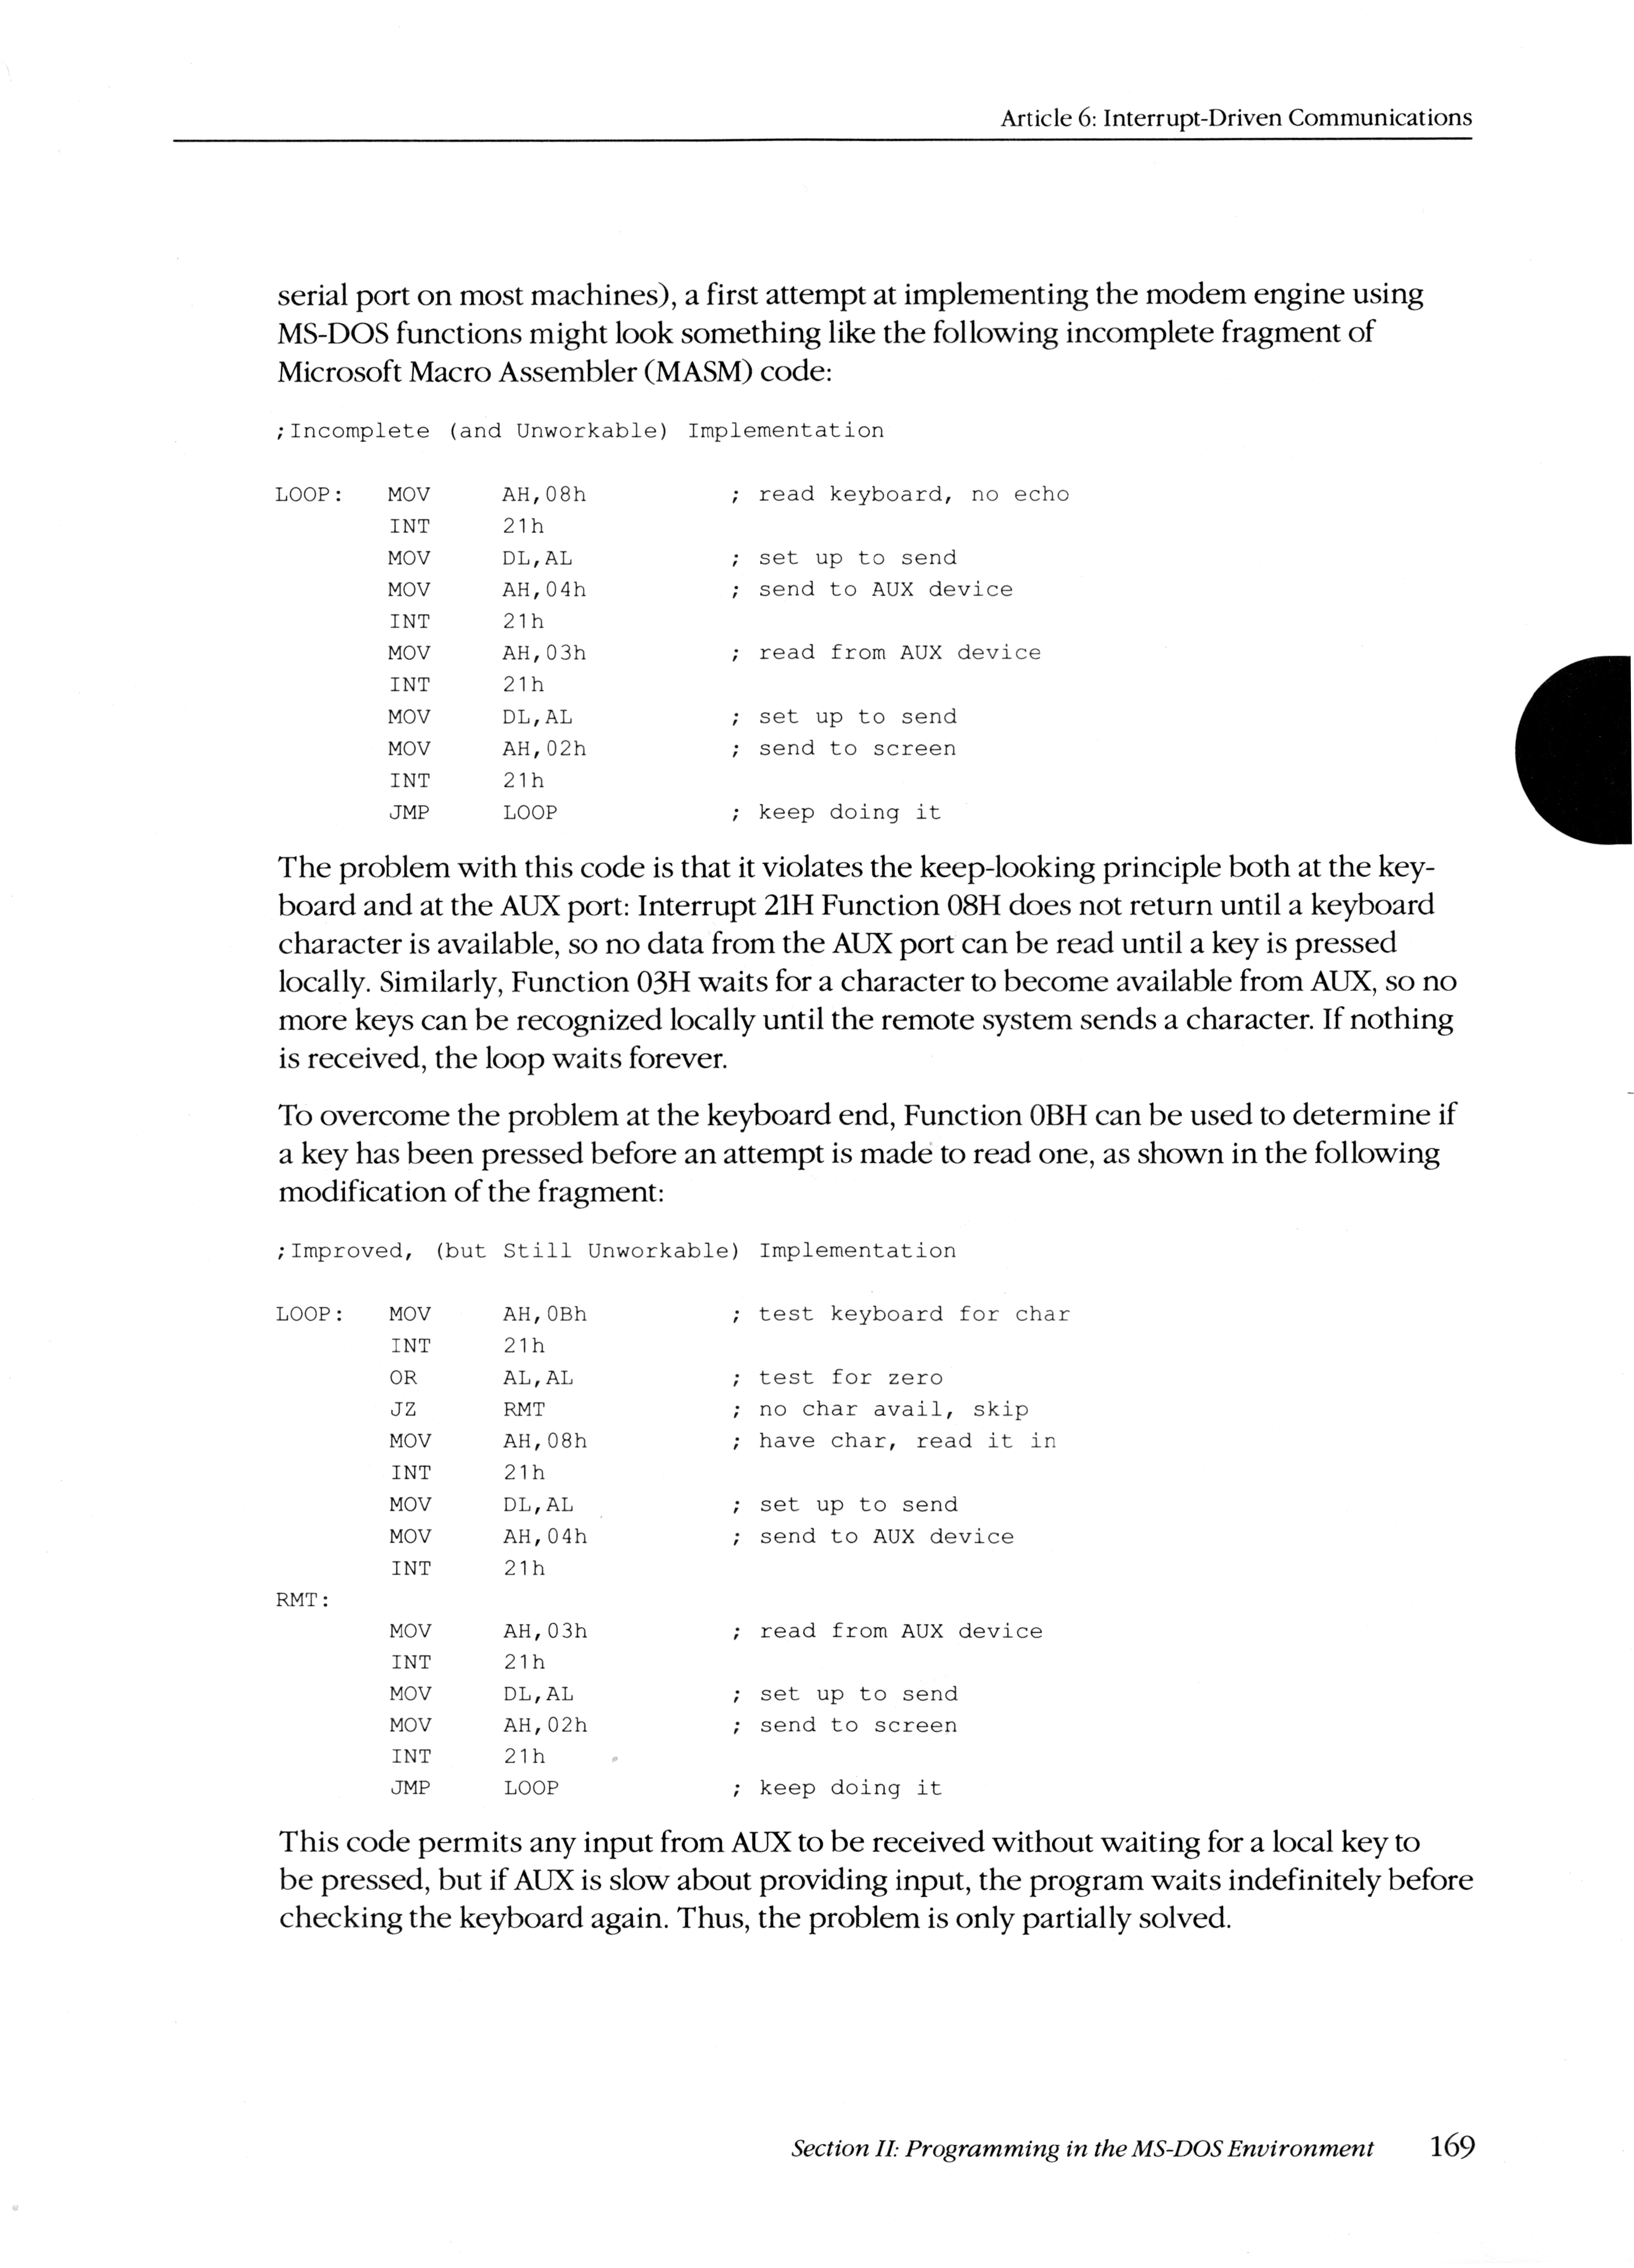 Article 6: Interrupt-Driven Communications
serial port on most machines), a first attempt at implementing the modem engine using
MS-DOS functions might look something like the following incomplete fragment of
Microsoft Macro Assembler (MASM) code:
;Incomplete (and Unworkable) Implementation
LOOP: MOV AH,08h ; read keyboard, no echo
INT 21h
MOV DL,AL ; set up to send
MOV AH,04h ; send to AUX device
INT 21h
MOV AH,03h ; read from AUX device
INT 21h
MOV DL,AL ; set up to send
MOV AH,02h ; send to screen
INT 21h
JMP LOOP ; keep doing it
The problem with this code is that it violates the keep-looking principle both at the key-
board and at the AUX port: Interrupt 21H Function 08H does not return until a keyboard
character is available, so no data from the AUX port can be read until a key is pressed
locally. Similarly, Function 03H waits for a character to become available from AUX, so no
more keys can be recognized locally until the remote system sends a character. If nothing
is received, the loop waits forever.
To overcome the problem at the keyboard end, Function 0BH can be used to determine if
a key has been pressed before an attempt is made to read one, as shown in the following
modification of the fragment:
;Improved, (but Still Unworkable) Implementation
LOOP: MOV AH,0Bh ; test keyboard for char
INT 21h
OR AL,AL ; test for zero
JZ RMT ; no char avail, skip
MOV AH,08h ; have char, read it in
INT 21h
MOV DL,AL ; set up to send
MOV AH,04h ; send to AUX device
INT 21h
RMT:
MOV AH,03h ; read from AUX device
INT 21h
MOV DL,AL ; set up to send
MOV AH,02h ; send to screen
INT 21h
JMP LOOP ; keep doing it
This code permits any input from AUX to be received without waiting for a local key to
be pressed, but if AUX is slow about providing input, the program waits indefinitely before
checking the keyboard again. Thus, the problem is only partially solved.
Section II: Programming in the MS-DOS Environment 169